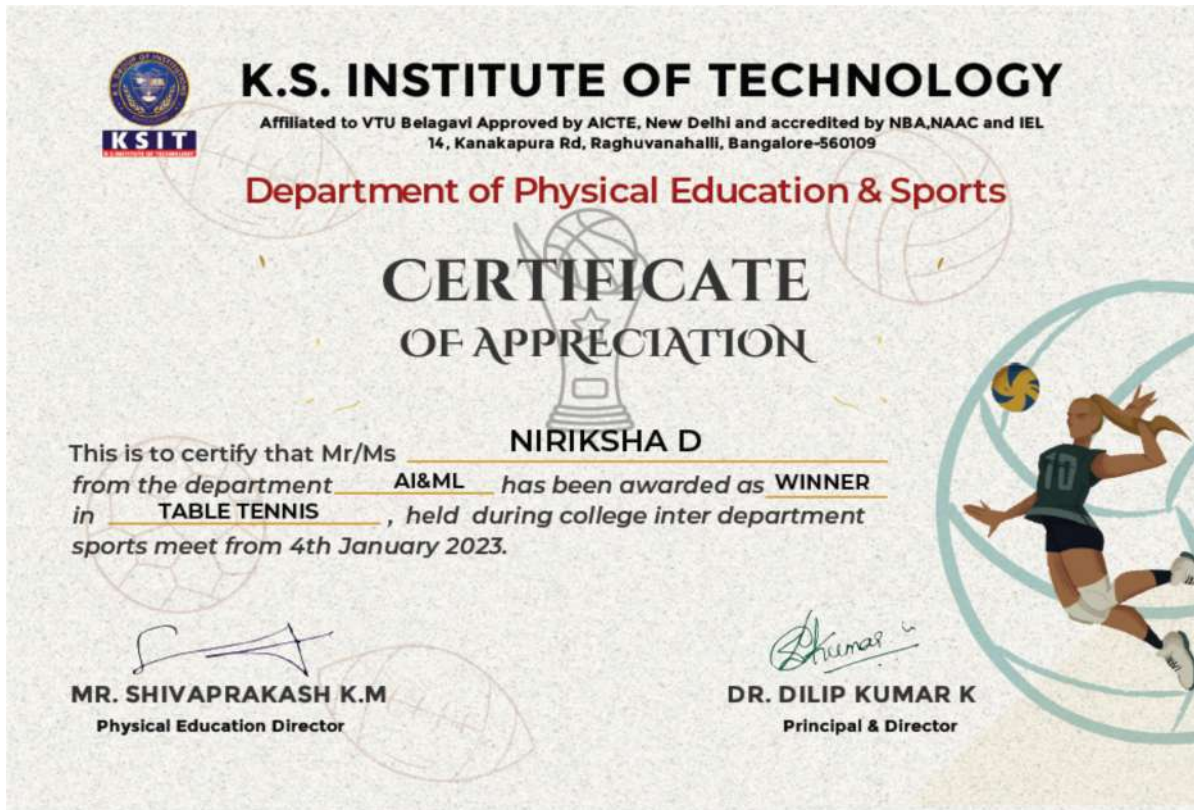 K.S. INSTITUTE OF TECHNOLOGY
Affiliated to VTU Belagavi Approved by AICTE, New Delhi and accredited by NBA,NAAC and IEL
14, Kanakapura Rd, Raghuvanahalli, Bangalore-560109
KSIT
Department of Physical Education & Sports
CERTIFICATE
OF APPRECIATION
This is to certify that Mr/Ms NIRIKSHA D
from the department AI&ML has been awarded as WINNER
in TABLE TENNIS , held during college inter department
sports meet from 4th January 2023.
10
Kumar
MR. SHIVAPRAKASH K.M
Physical Education Director
DR. DILIP KUMAR K
Principal & Director